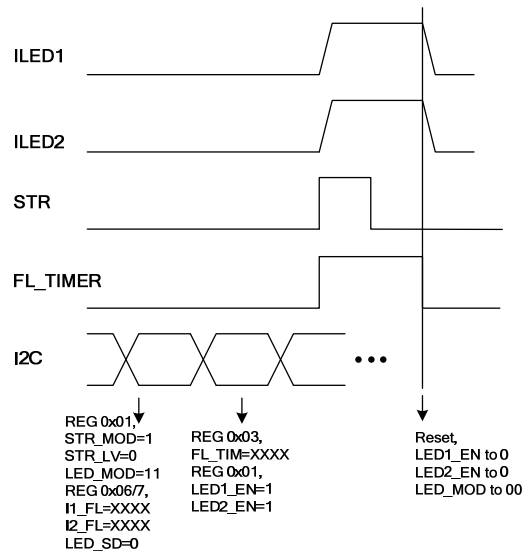 ILED1
ILED2
STR
FL_TIMER
I2C
REG 0x01,
STR_MOD=1
STR_LV=0
LED_MOD=11
REG 0x06/7,
I1_FL=XXXX
I2_FL=XXXX
LED_SD=0
REG 0x03,
FL_TIM=XXXX
REG 0x01,
LED1_EN=1
LED2_EN=1
Reset,
LED1_EN to 0
LED2_EN to 0
LED_MOD to 00